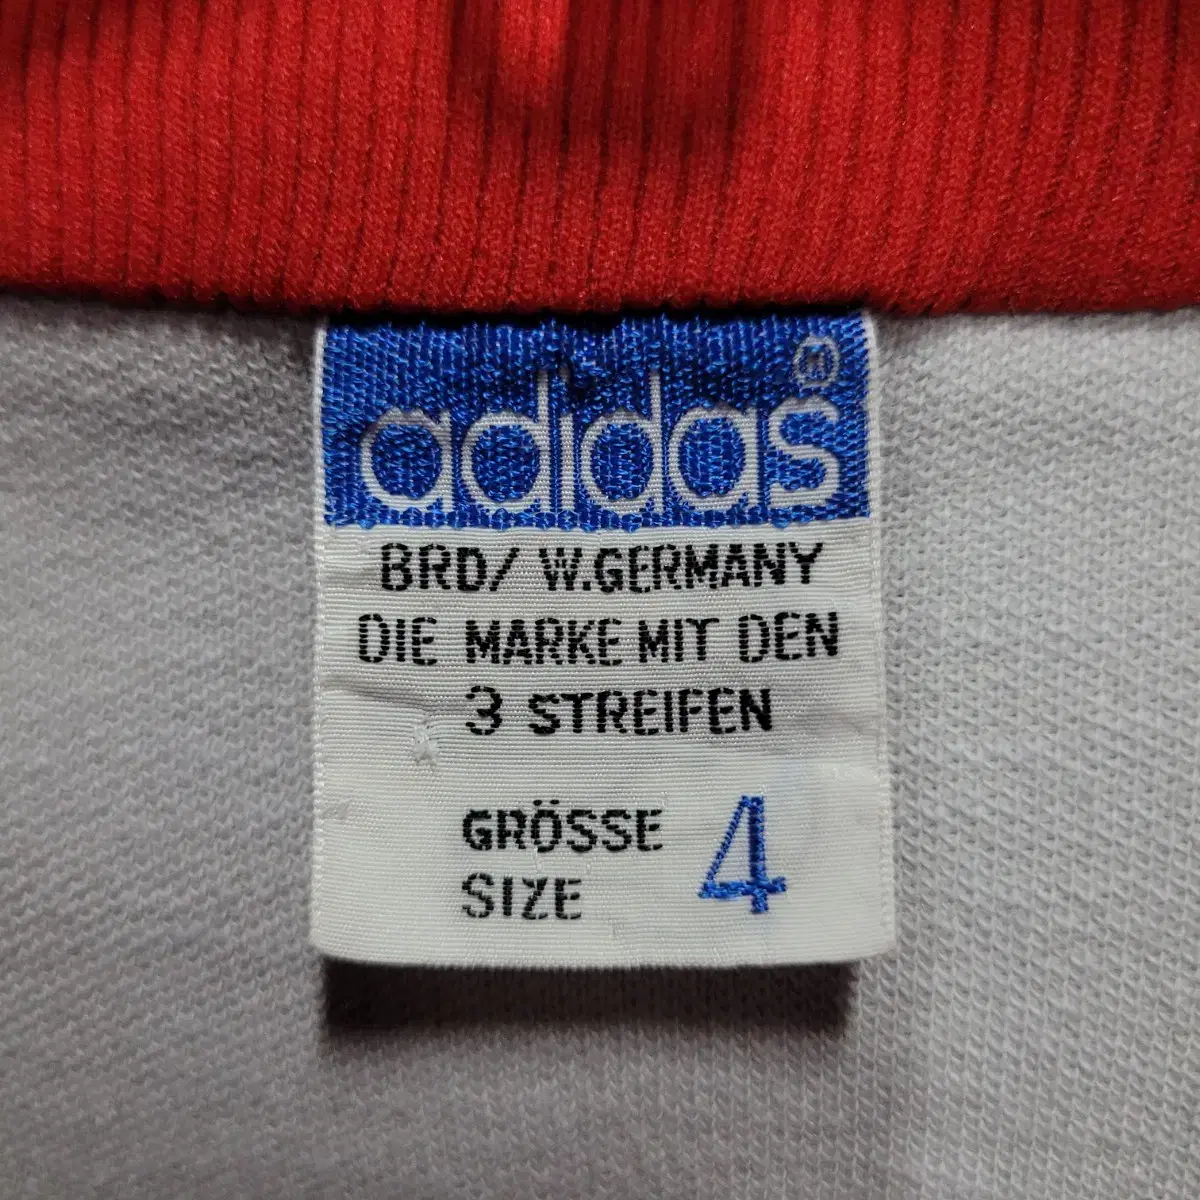 adidas®
BRD/ W.GERMANY
DIE MARKE MIT DEN
3 STREIFEN
GRÖSSE 4
SIZE